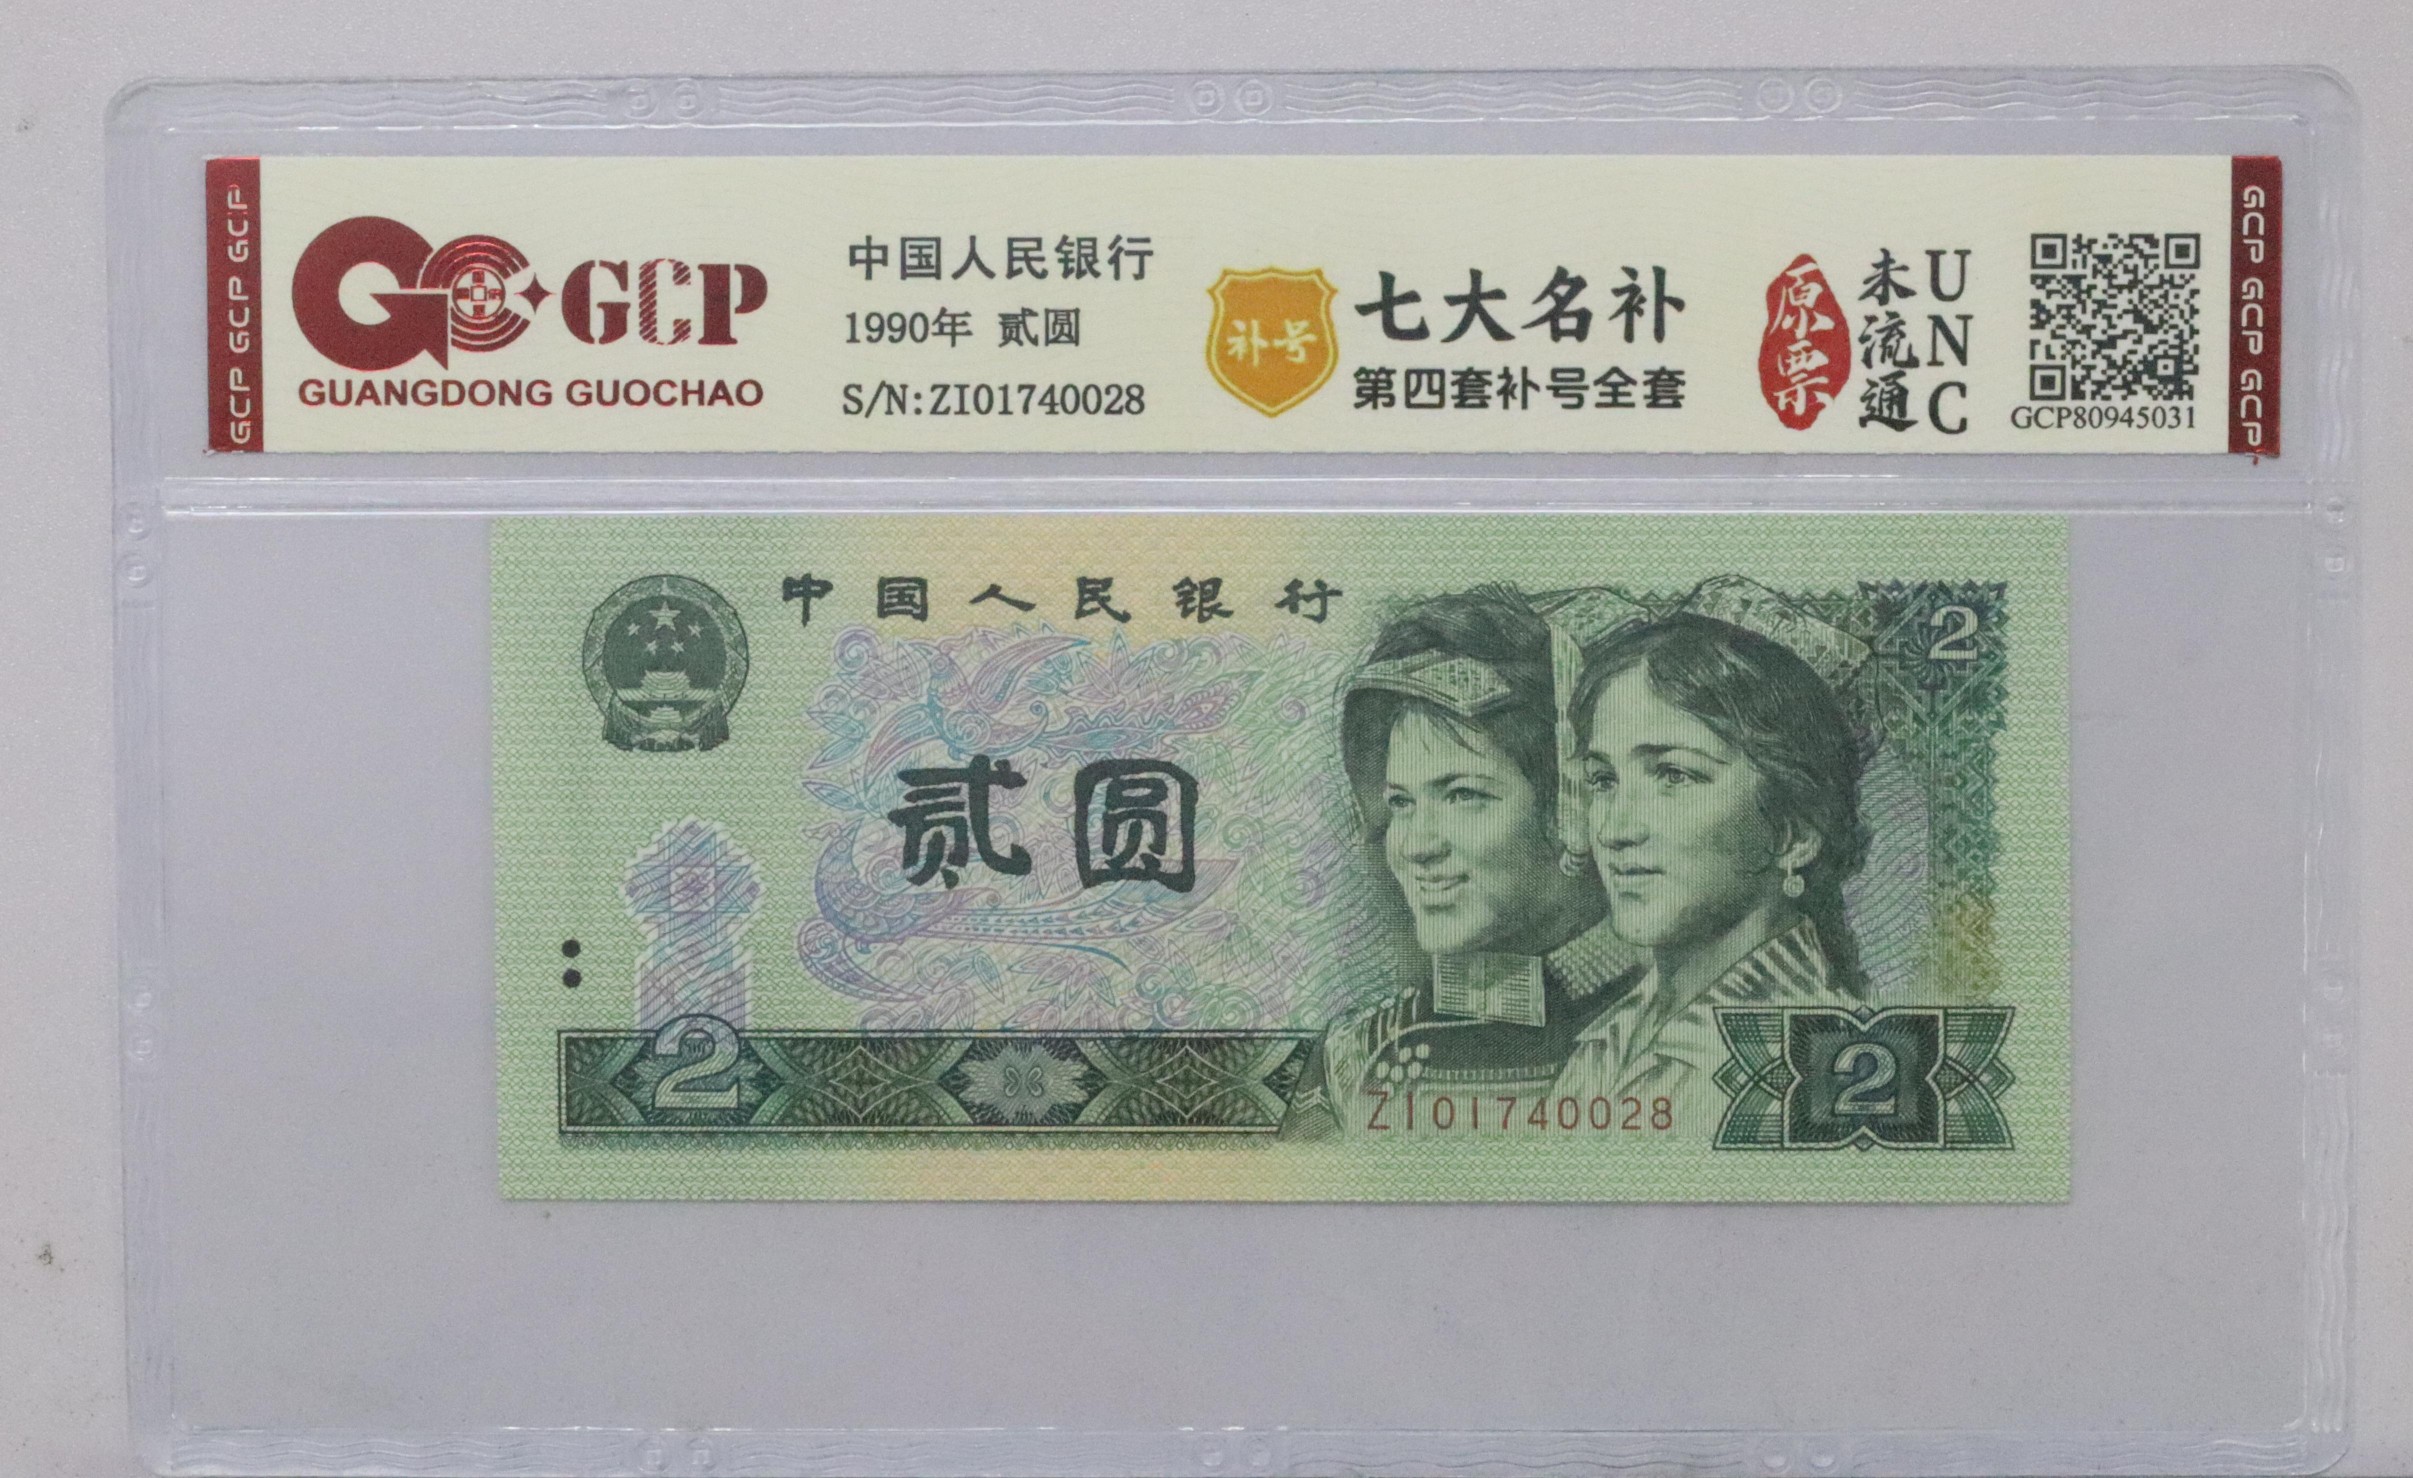 GCP GCP GCP GCP
GCP
GUANGDONG GUOCHAO
中国人民银行
1990年 贰圆
S/N:ZI01740028
补号
七大名补
第四套补号全套
原票
未流通
UNC
GCP80945031
GCP GCP GCP GCP
中国人民银行
2
贰圆
2
ZI01740028
2